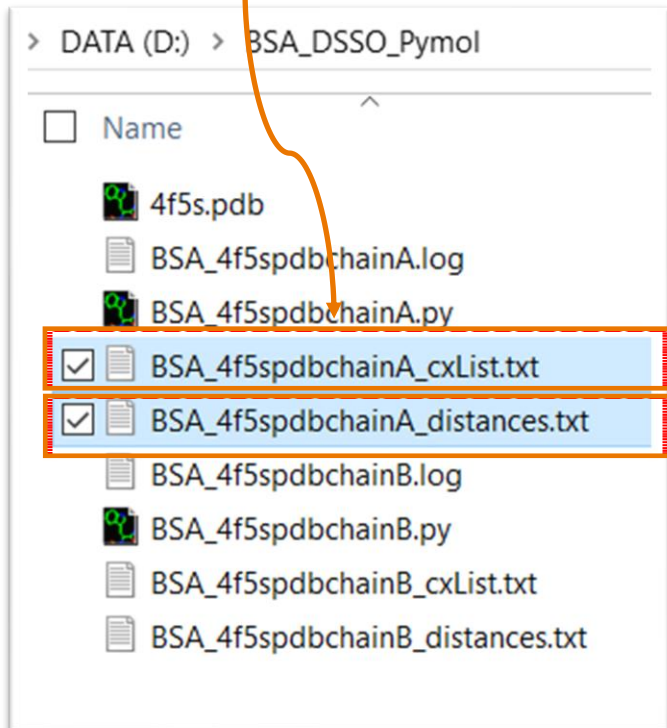 > DATA (D:) > BSA_DSSO_Pymol
Name
4f5s.pdb
BSA_4f5spdbchainA.log
BSA_4f5spdbchainA.py
BSA_4f5spdbchainA_cxList.txt
BSA_4f5spdbchainA_distances.txt
BSA_4f5spdbchainB.log
BSA_4f5spdbchainB.py
BSA_4f5spdbchainB_cxList.txt
BSA_4f5spdbchainB_distances.txt